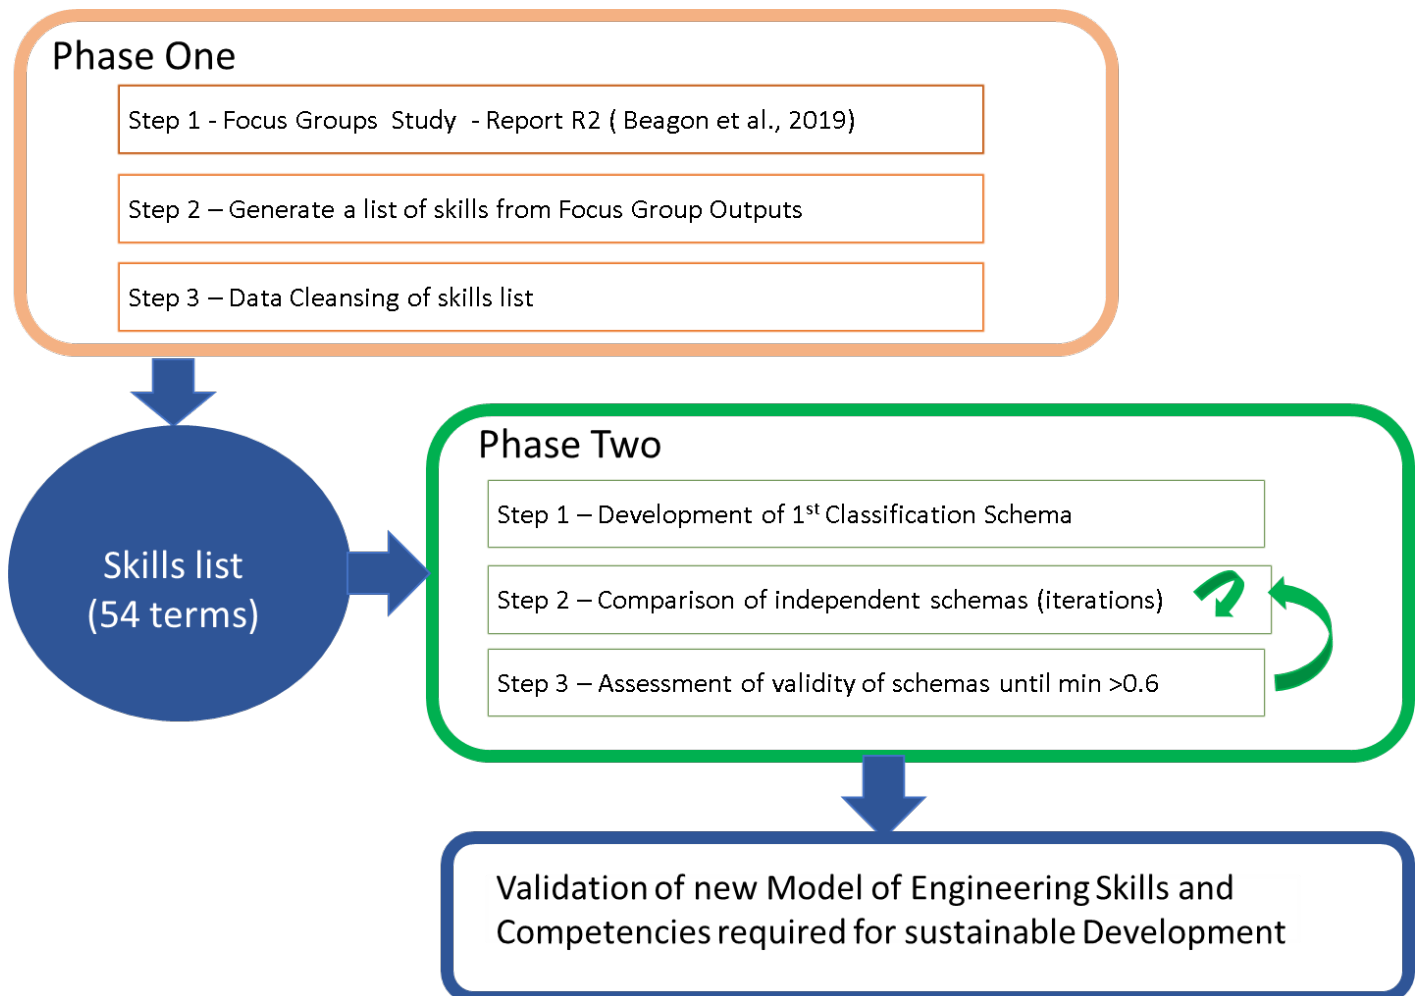 Phase One
Step 1 - Focus Groups Study - Report R2 ( Beagon et al., 2019)
Step 2 – Generate a list of skills from Focus Group Outputs
Step 3 – Data Cleansing of skills list
Skills list
(54 terms)
Phase Two
Step 1 – Development of 1st Classification Schema
Step 2 – Comparison of independent schemas (iterations)
Step 3 – Assessment of validity of schemas until min >0.6
Validation of new Model of Engineering Skills and
Competencies required for sustainable Development